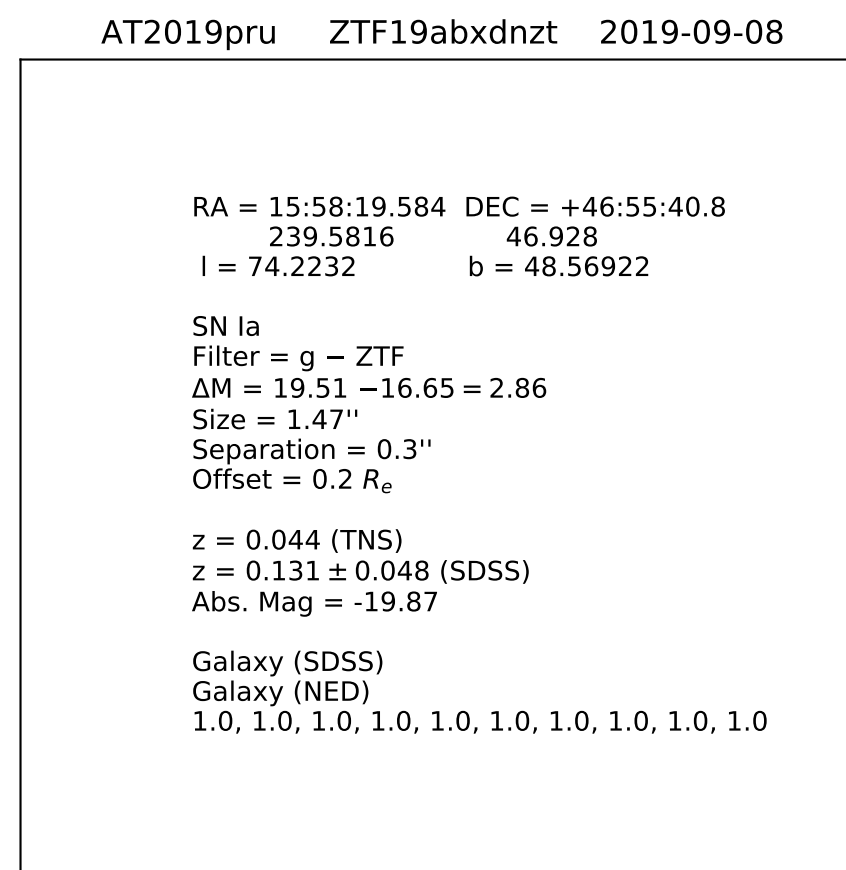 AT2019pru ZTF19abxdnzt 2019-09-08
RA = 15:58:19.584 DEC = +46:55:40.8
239.5816 46.928
l = 74.2232 b = 48.56922
SN Ia
Filter = g − ZTF
ΔM = 19.51 −16.65 = 2.86
Size = 1.47''
Separation = 0.3''
Offset = 0.2 Rₑ
z = 0.044 (TNS)
z = 0.131 ± 0.048 (SDSS)
Abs. Mag = -19.87
Galaxy (SDSS)
Galaxy (NED)
1.0, 1.0, 1.0, 1.0, 1.0, 1.0, 1.0, 1.0, 1.0, 1.0